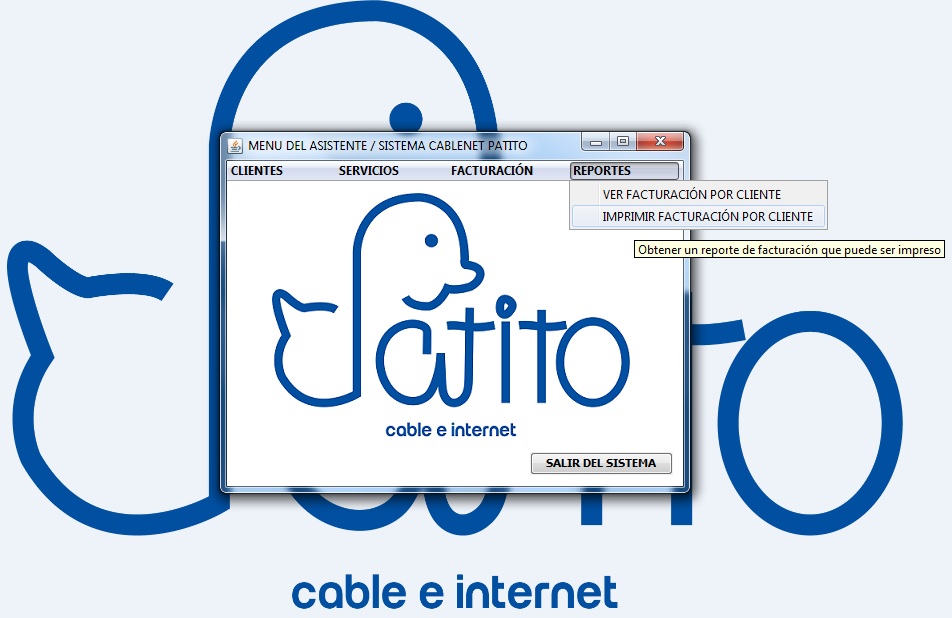 MENU DEL ASISTENTE / SISTEMA CABLENET PATITO
CLIENTES SERVICIOS FACTURACIÓN REPORTES
VER FACTURACIÓN POR CLIENTE
IMPRIMIR FACTURACIÓN POR CLIENTE
Obtener un reporte de facturación que puede ser impreso
Patito
cable e internet
SALIR DEL SISTEMA
cable e internet